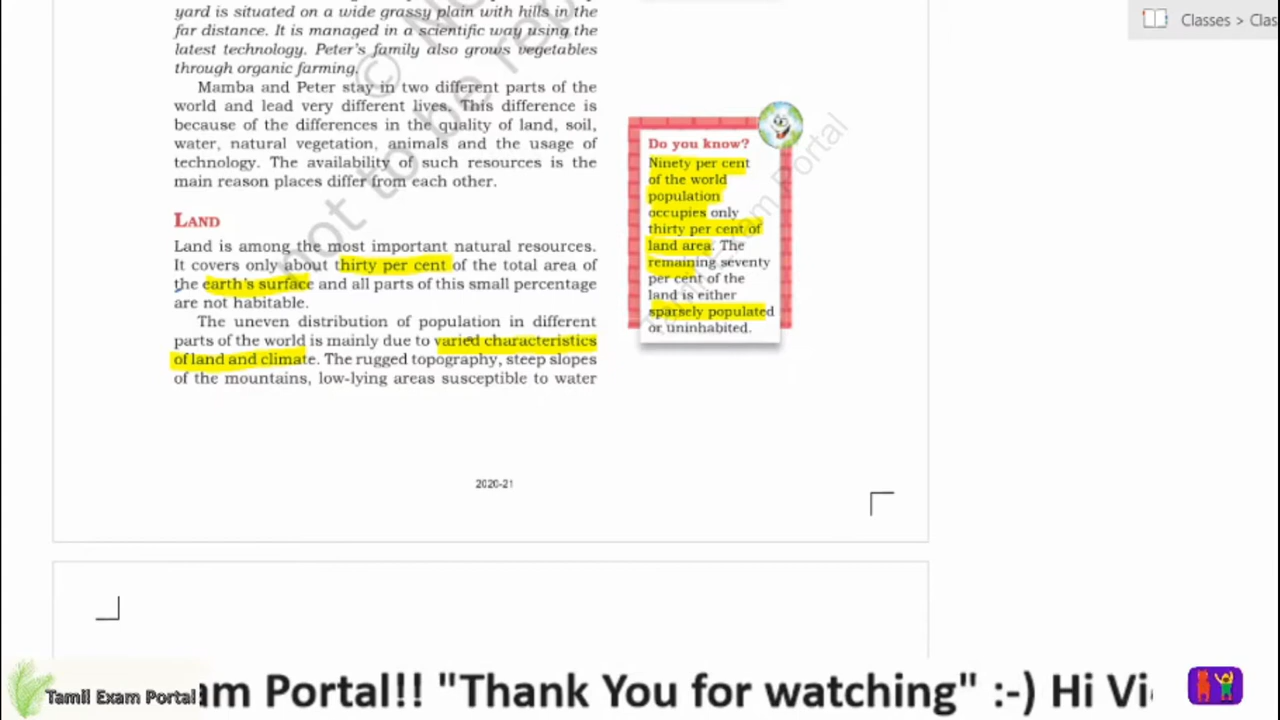 yard is situated on a wide grassy plain with hills in the
far distance. It is managed in a scientific way using the
latest technology. Peter's family also grows vegetables
through organic farming.
Mamba and Peter stay in two different parts of the
world and lead very different lives. This difference is
because of the differences in the quality of land, soil,
water, natural vegetation, animals and the usage of
technology. The availability of such resources is the
main reason places differ from each other.
LAND
Land is among the most important natural resources.
It covers only about thirty per cent of the total area of
the earth's surface and all parts of this small percentage
are not habitable.
The uneven distribution of population in different
parts of the world is mainly due to varied characteristics
of land and climate. The rugged topography, steep slopes
of the mountains, low-lying areas susceptible to water
Do you know?
Ninety per cent
of the world
population
occupies only
thirty per cent of
land area. The
remaining seventy
per cent of the
land is either
sparsely populated
or uninhabited.
Classes > Clas
© N
not to be rep
Tamil Exam Portal
2020-21
Tamil Exam Portal
am Portal!! "Thank You for watching" :-) Hi Vi